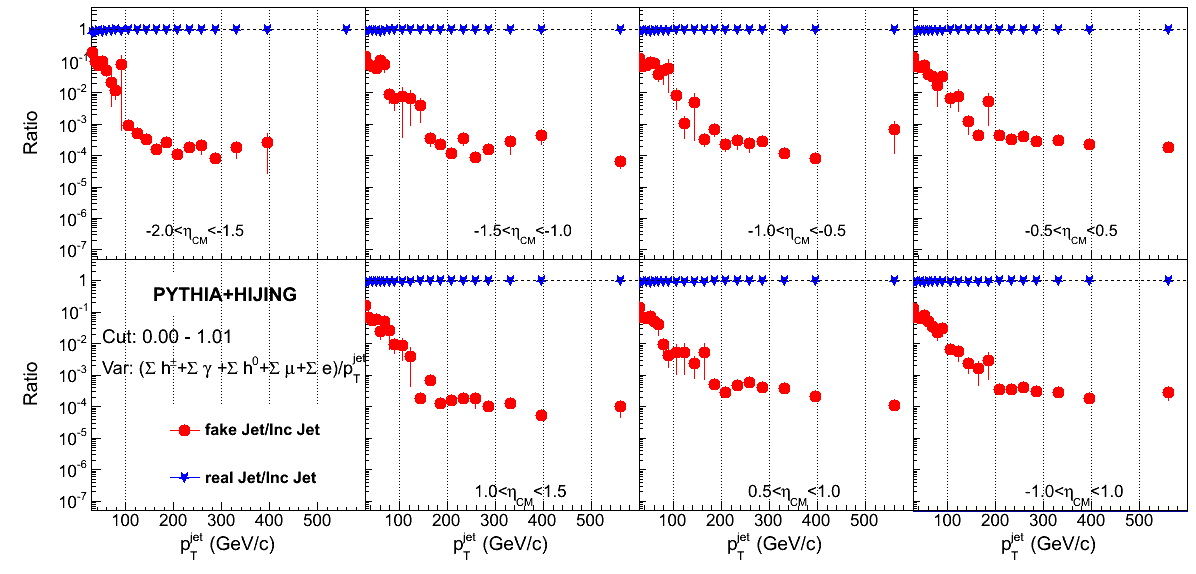 Ratio
1
10^-1
10^-2
10^-3
10^-4
10^-5
10^-6
10^-7
-2.0<η_CM<-1.5
-1.5<η_CM<-1.0
-1.0<η_CM<-0.5
-0.5<η_CM<0.5
Ratio
1
10^-1
10^-2
10^-3
10^-4
10^-5
10^-6
10^-7
PYTHIA+HIJING
Cut: 0.00 - 1.01
Var: (Σ h^±+Σ γ +Σ h^0+Σ μ+Σ e)/p_T^jet
fake Jet/Inc Jet
real Jet/Inc Jet
1.0<η_CM<1.5
0.5<η_CM<1.0
-1.0<η_CM<1.0
100 200 300 400 500
100 200 300 400 500
100 200 300 400 500
100 200 300 400 500
p_T^jet (GeV/c)
p_T^jet (GeV/c)
p_T^jet (GeV/c)
p_T^jet (GeV/c)